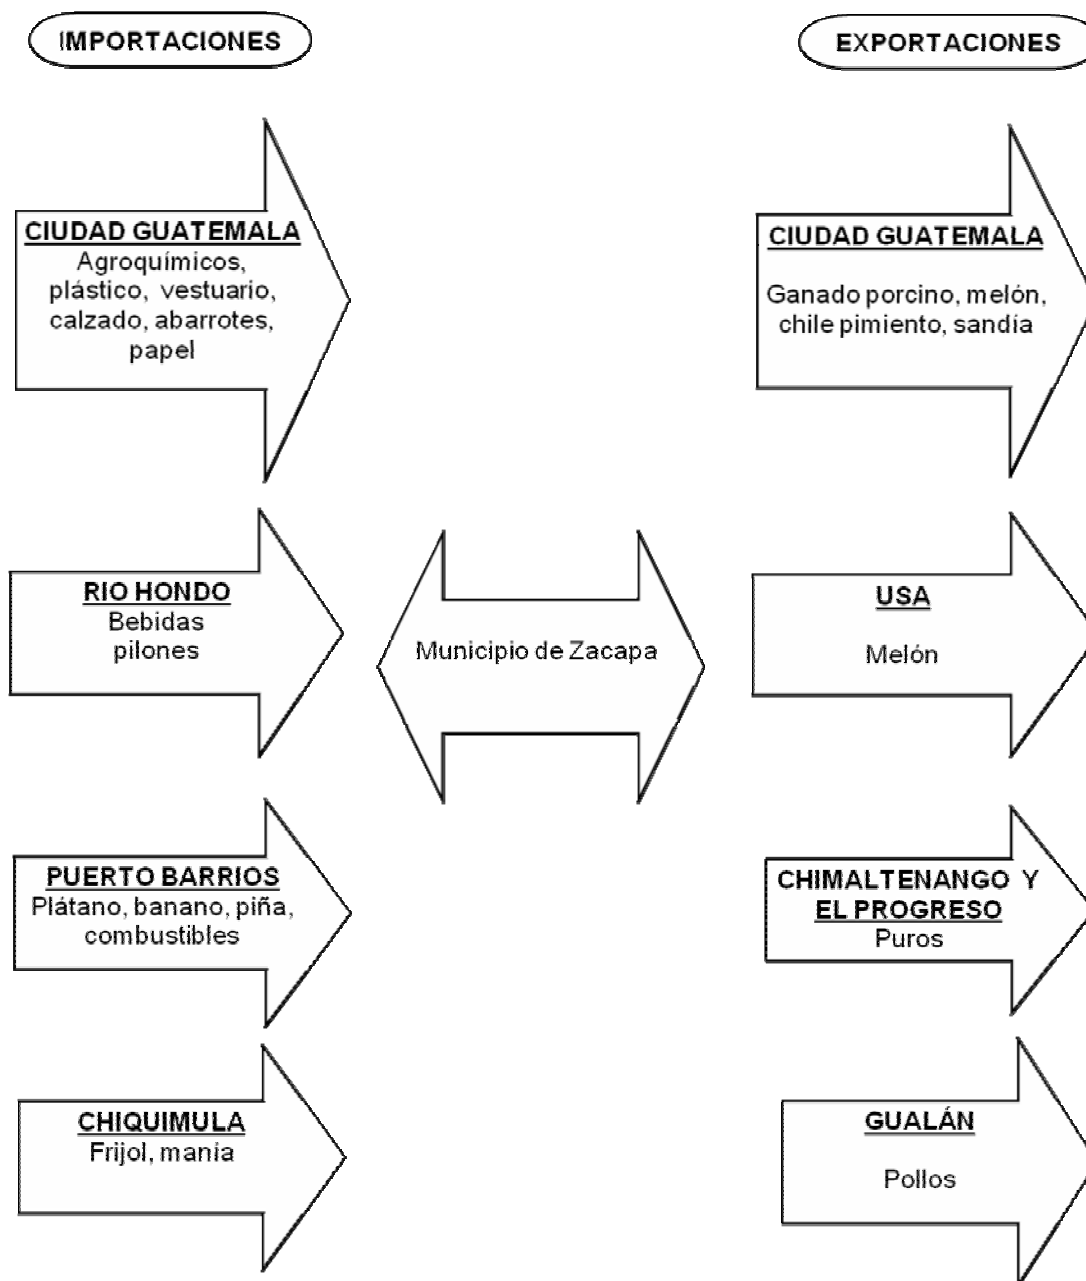 IMPORTACIONES
CIUDAD GUATEMALA
Agroquímicos,
plástico, vestuario,
calzado, abarrotes,
papel
RIO HONDO
Bebidas
pilones
PUERTO BARRIOS
Plátano, banano, piña,
combustibles
CHIQUIMULA
Frijol, manía
Municipio de Zacapa
EXPORTACIONES
CIUDAD GUATEMALA
Ganado porcino, melón,
chile pimiento, sandía
USA
Melón
CHIMALTENANGO Y
EL PROGRESO
Puros
GUALÁN
Pollos